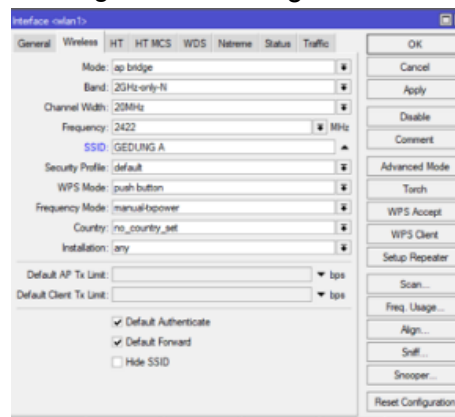 Interface <wlan1>
General Wireless HT HT MCS WDS Nstreme Status Traffic
Mode: ap bridge
Band: 2GHz-only-N
Channel Width: 20MHz
Frequency: 2422 MHz
SSID: GEDUNG A
Security Profile: default
WPS Mode: push button
Frequency Mode: manual-txpower
Country: no_country_set
Installation: any
Default AP Tx Limit: bps
Default Client Tx Limit: bps
Default Authenticate
Default Forward
Hide SSID
OK
Cancel
Apply
Disable
Comment
Advanced Mode
Torch
WPS Accept
WPS Client
Setup Repeater
Scan...
Freq. Usage...
Align...
Sniff...
Snooper...
Reset Configuration